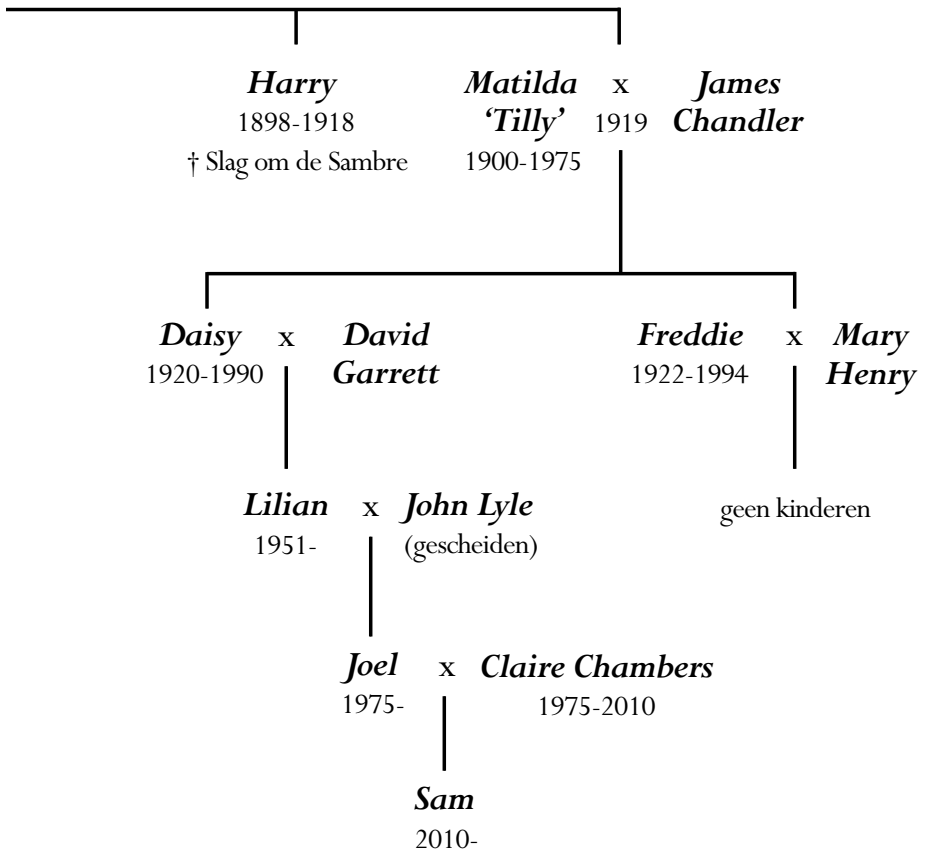 Harry
1898-1918
† Slag om de Sambre
Matilda x James
‘Tilly’ 1919 Chandler
1900-1975
Daisy x David
1920-1990 Garrett
Freddie x Mary
1922-1994 Henry
Lilian x John Lyle
1951- (gescheiden)
geen kinderen
Joel x Claire Chambers
1975- 1975-2010
Sam
2010-